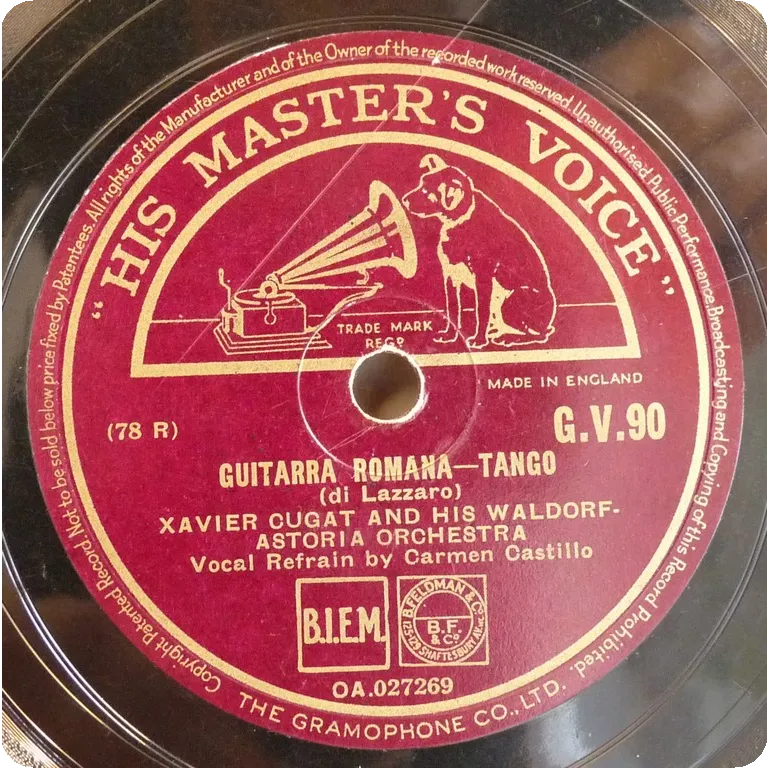 Copyright Patented Record. Not to be sold below price fixed by Patentees. All rights of the Manufacturer and of the Owner of the recorded work reserved. Unauthorised Public Performance. Broadcasting and Copying of this Record Prohibited.
"HIS MASTER'S VOICE"
TRADE MARK
REGD
MADE IN ENGLAND
(78 R)
G.V.90
GUITARRA ROMANA—TANGO
(di Lazzaro)
XAVIER CUGAT AND HIS WALDORF-
ASTORIA ORCHESTRA
Vocal Refrain by Carmen Castillo
B.I.E.M.
B. FELDMAN & Co
B.F.
& Co
125-129 SHAFTESBURY AV. WC
OA.027269
THE GRAMOPHONE CO., LTD.